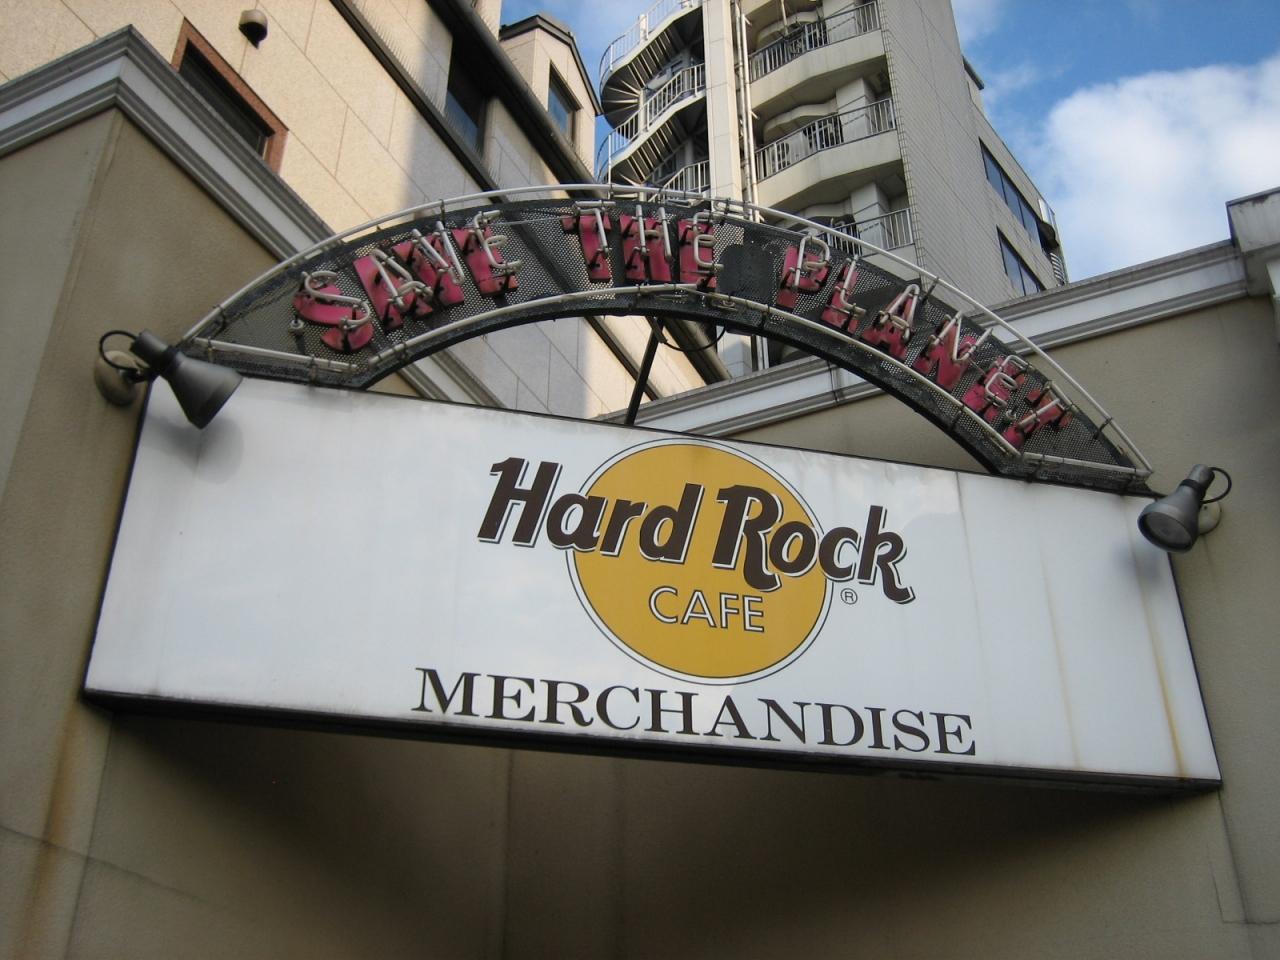 SAVE THE PLANET
Hard Rock
CAFE
®
MERCHANDISE